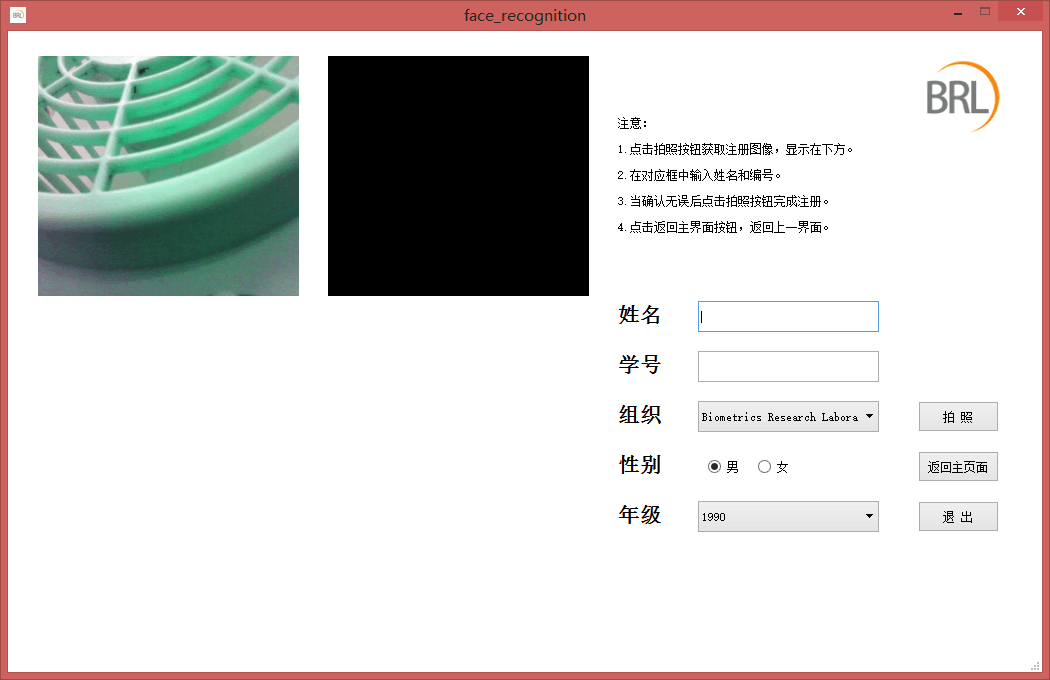 face_recognition
BRL
注意：
1.点击拍照按钮获取注册图像，显示在下方。
2.在对应框中输入姓名和编号。
3.当确认无误后点击拍照按钮完成注册。
4.点击返回主界面按钮，返回上一界面。
姓名
学号
组织 Biometrics Research Labora 拍 照
性别 男 女 返回主页面
年级 1990 退 出